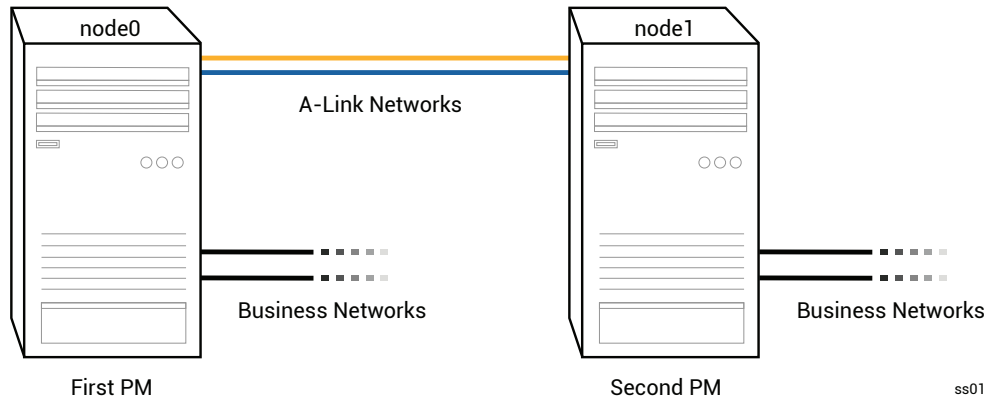 node0
node1
A-Link Networks
Business Networks
Business Networks
First PM
Second PM
ss01